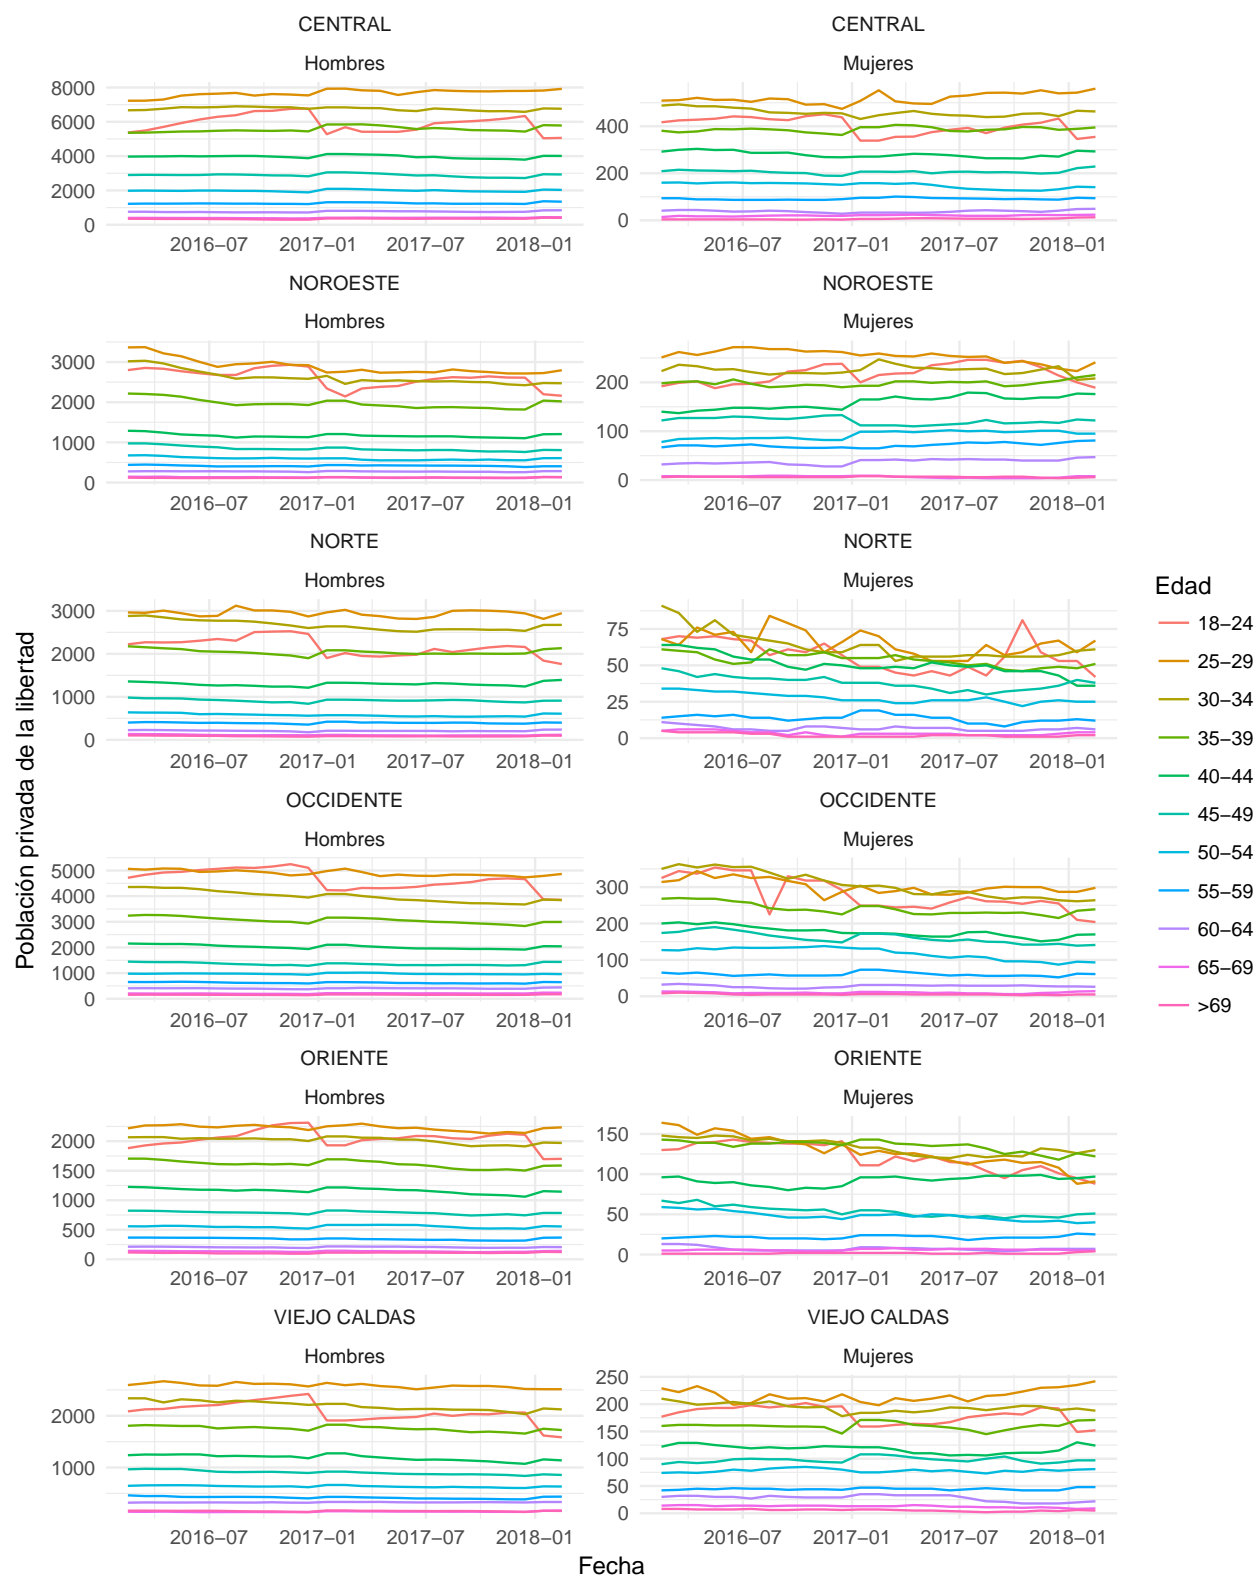 CENTRAL CENTRAL
Hombres Mujeres
8000
6000
4000
2000
0
400
200
0
2016−07 2017−01 2017−07 2018−01 2016−07 2017−01 2017−07 2018−01
NOROESTE NOROESTE
Hombres Mujeres
3000
2000
1000
0
200
100
0
2016−07 2017−01 2017−07 2018−01 2016−07 2017−01 2017−07 2018−01
NORTE NORTE
Hombres Mujeres
3000
2000
1000
0
75
50
25
0
2016−07 2017−01 2017−07 2018−01 2016−07 2017−01 2017−07 2018−01
OCCIDENTE OCCIDENTE
Hombres Mujeres
5000
4000
3000
2000
1000
0
300
200
100
0
2016−07 2017−01 2017−07 2018−01 2016−07 2017−01 2017−07 2018−01
ORIENTE ORIENTE
Hombres Mujeres
2000
1500
1000
500
0
150
100
50
0
2016−07 2017−01 2017−07 2018−01 2016−07 2017−01 2017−07 2018−01
VIEJO CALDAS VIEJO CALDAS
Hombres Mujeres
2000
1000
250
200
150
100
50
0
2016−07 2017−01 2017−07 2018−01 2016−07 2017−01 2017−07 2018−01
Fecha
Población privada de la libertad
Edad
18−24
25−29
30−34
35−39
40−44
45−49
50−54
55−59
60−64
65−69
>69